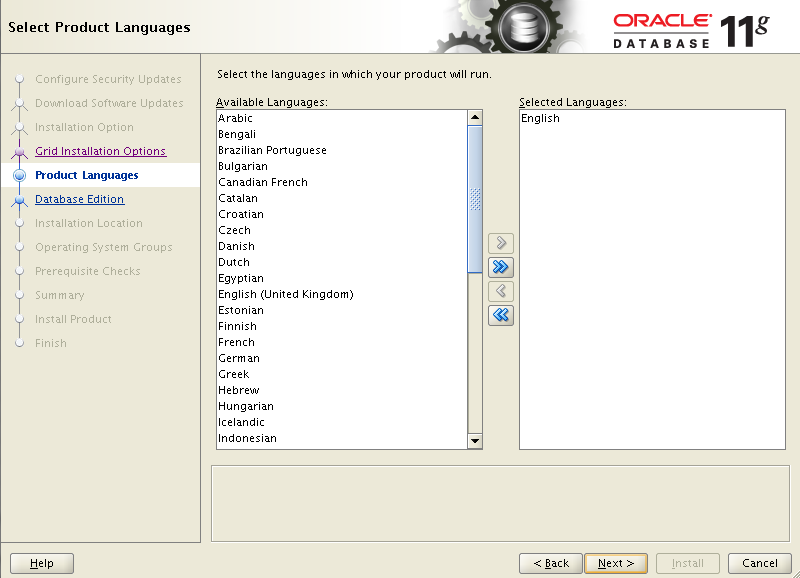 Select Product Languages
ORACLE
DATABASE
11g
Configure Security Updates
Download Software Updates
Installation Option
Grid Installation Options
Product Languages
Database Edition
Installation Location
Operating System Groups
Prerequisite Checks
Summary
Install Product
Finish
Select the languages in which your product will run.
Available Languages:
Arabic
Bengali
Brazilian Portuguese
Bulgarian
Canadian French
Catalan
Croatian
Czech
Danish
Dutch
Egyptian
English (United Kingdom)
Estonian
Finnish
French
German
Greek
Hebrew
Hungarian
Icelandic
Indonesian
Selected Languages:
English
Help
< Back
Next >
Install
Cancel